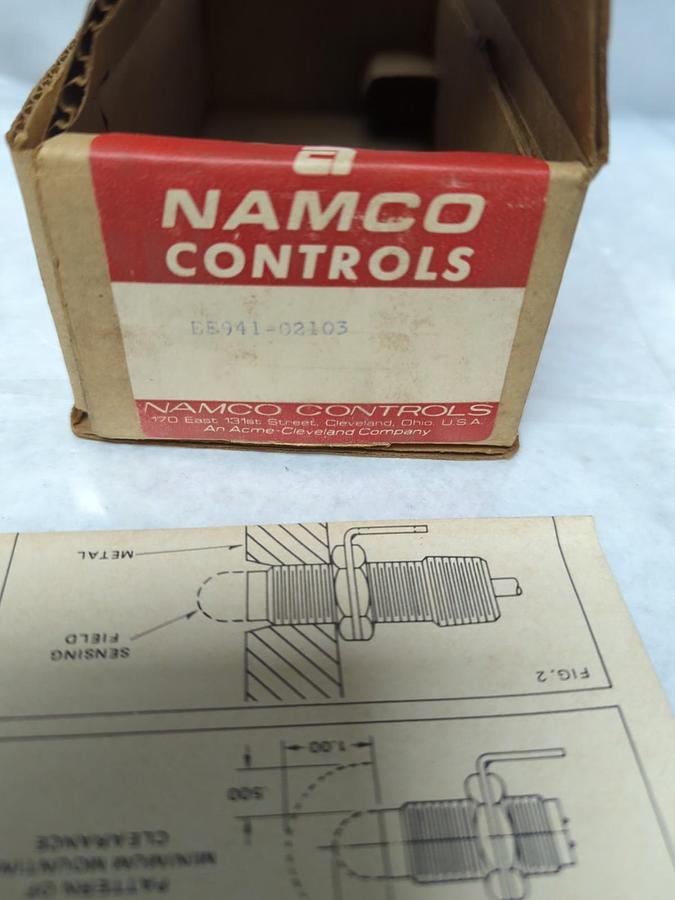 NAMCO
CONTROLS
EE941-02103
NAMCO CONTROLS
170 East 131st Street, Cleveland, Ohio, U.S.A.
An Acme-Cleveland Company
METAL
SENSING
FIELD
FIG.2
1.00
.500
PATTERN OF
MINIMUM MOUNTING
CLEARANCE